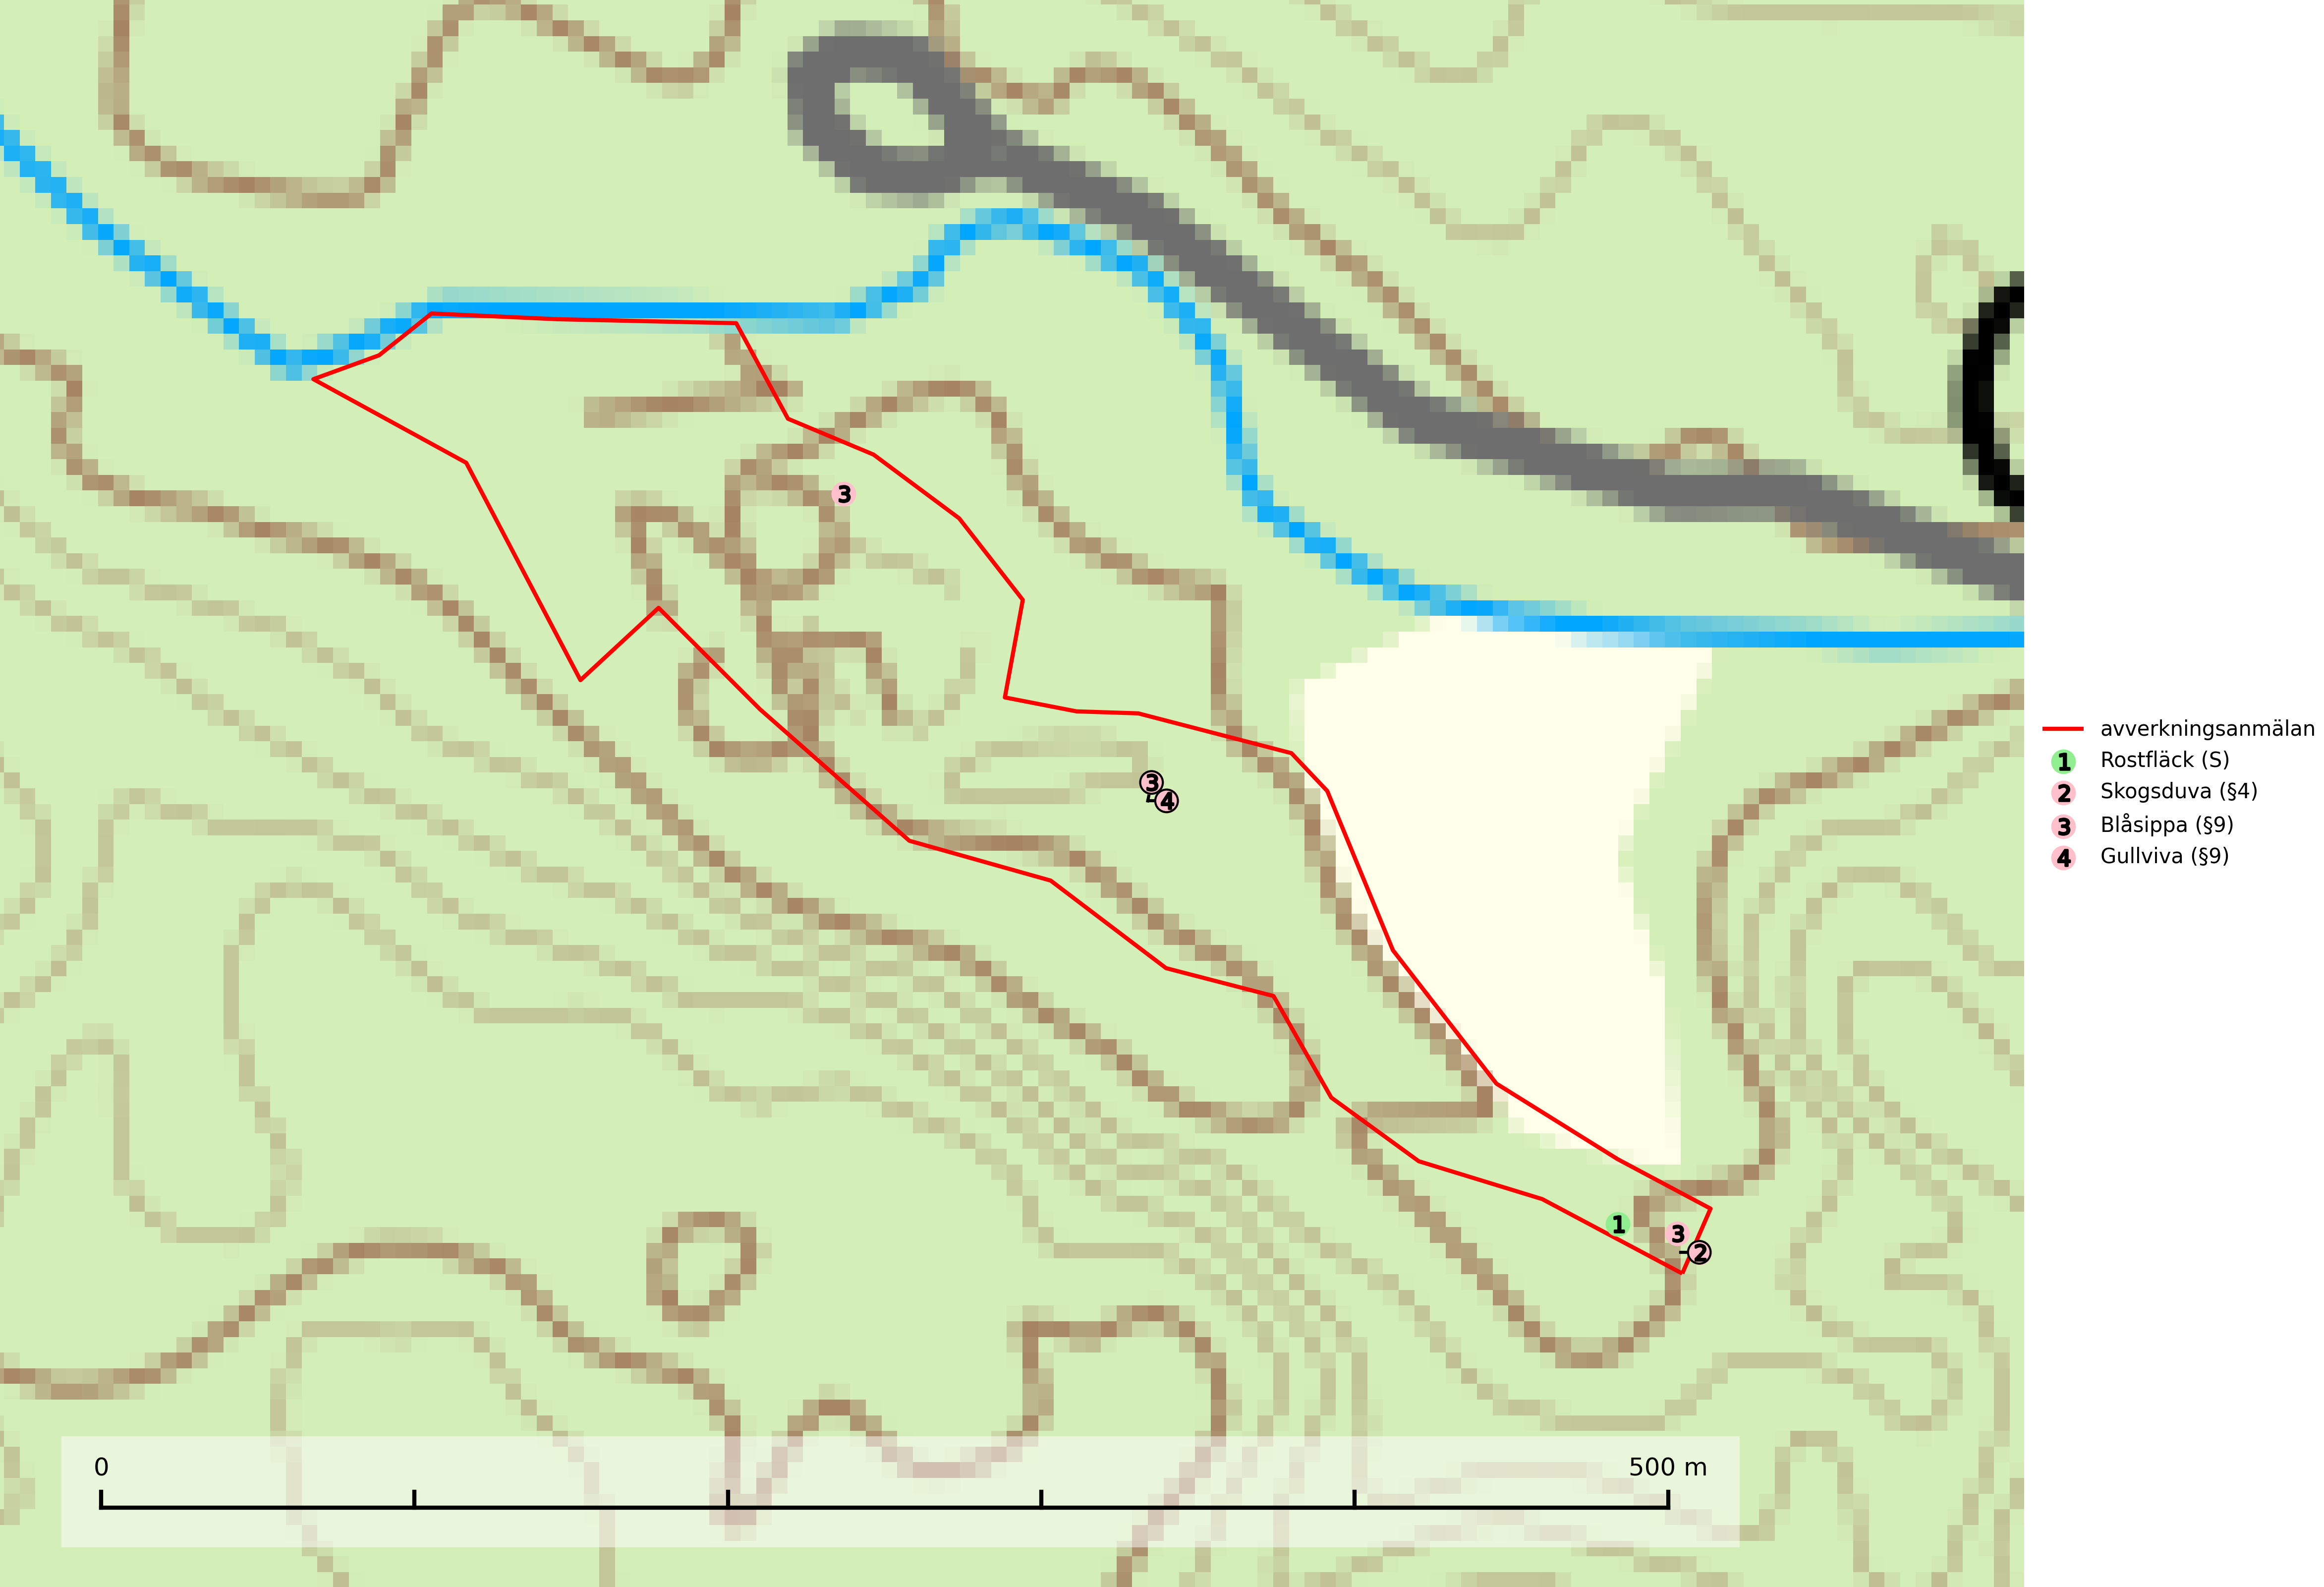 3
3
4
1
3
2
avverkningsanmälan
1 Rostfläck (S)
2 Skogsduva (§4)
3 Blåsippa (§9)
4 Gullviva (§9)
0 500 m